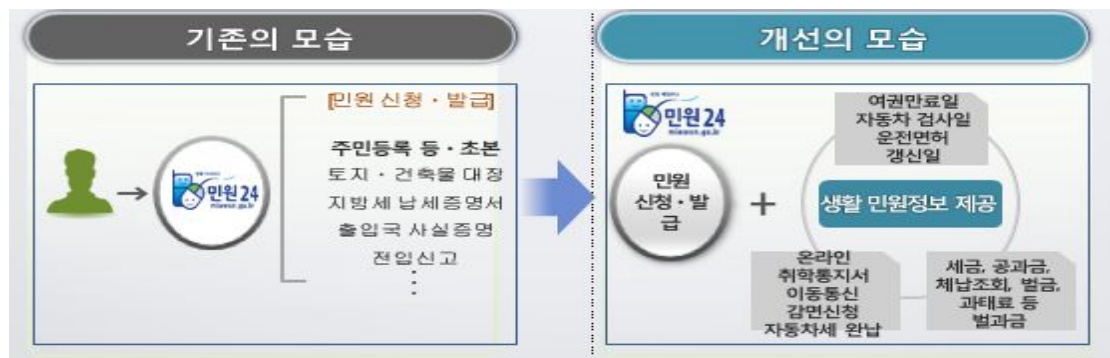 기존의 모습
[민원 신청・발급]
주민등록 등・초본
토지・건축물 대장
지방세 납세증명서
출입국 사실증명
전입신고
⋮
민원24
minwon.go.kr
개선의 모습
민원24
minwon.go.kr
민원
신청・발
급
+
생활 민원정보 제공
여권만료일
자동차 검사일
운전면허
갱신일
온라인
취학통지서
이동통신
감면신청
자동차세 완납
세금, 공과금,
체납조회, 벌금,
과태료 등
벌과금